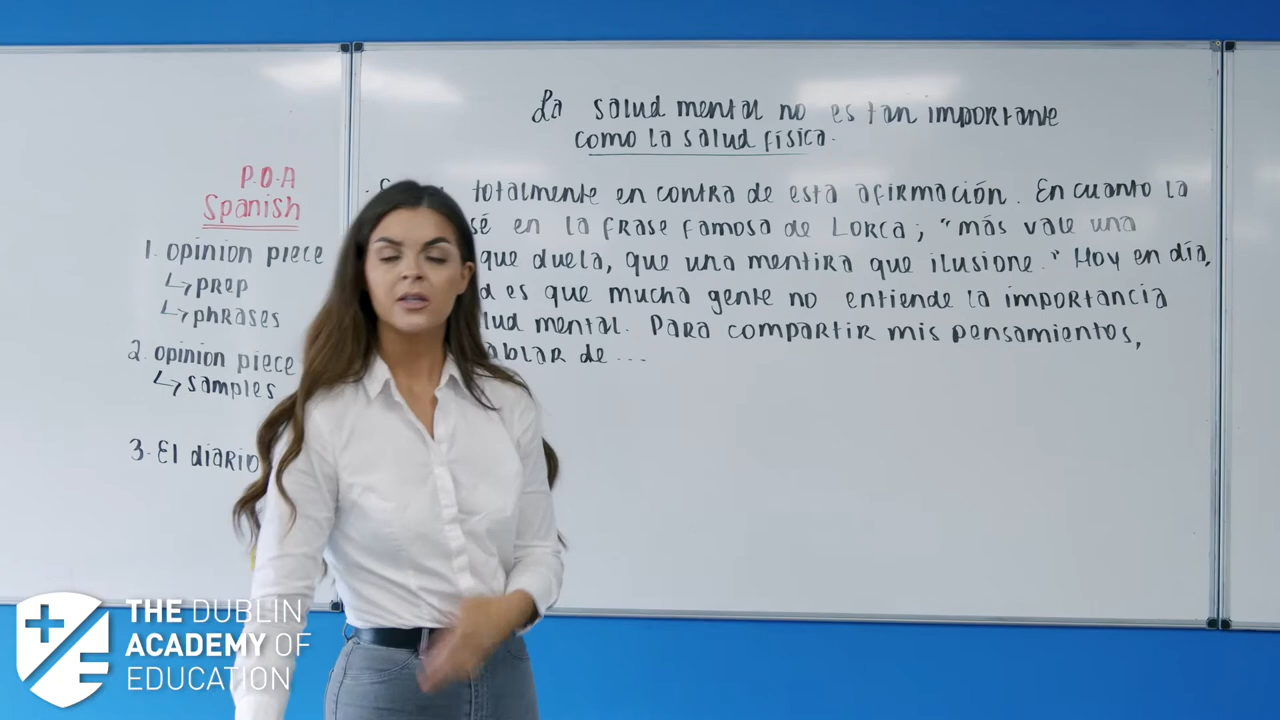 P.O.A
Spanish
1. opinion piece
↳ prep
↳ phrases
2. opinion piece
↳ samples
3. El diario
La salud mental no es tan importante
como la salud física.
totalmente en contra de esta afirmación. En cuanto la
sé en la frase famosa de Lorca; "más vale una
que duela, que una mentira que ilusione." Hoy en día,
es que mucha gente no entiende la importancia
mental. Para compartir mis pensamientos,
de ...
THE DUBLIN
ACADEMY OF
EDUCATION